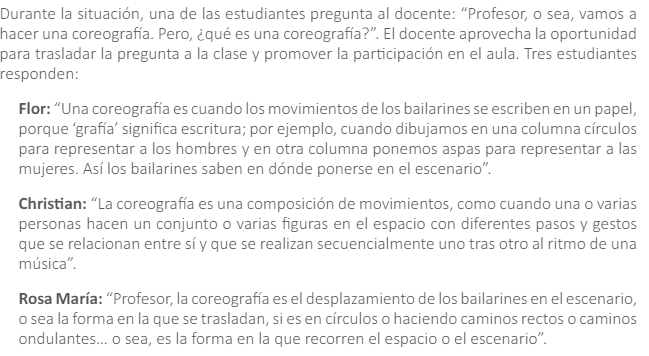 Durante la situación, una de las estudiantes pregunta al docente: “Profesor, o sea, vamos a
hacer una coreografía. Pero, ¿qué es una coreografía?”. El docente aprovecha la oportunidad
para trasladar la pregunta a la clase y promover la participación en el aula. Tres estudiantes
responden:
Flor: “Una coreografía es cuando los movimientos de los bailarines se escriben en un papel,
porque ‘grafía’ significa escritura; por ejemplo, cuando dibujamos en una columna círculos
para representar a los hombres y en otra columna ponemos aspas para representar a las
mujeres. Así los bailarines saben en dónde ponerse en el escenario”.
Christian: “La coreografía es una composición de movimientos, como cuando una o varias
personas hacen un conjunto o varias figuras en el espacio con diferentes pasos y gestos
que se relacionan entre sí y que se realizan secuencialmente uno tras otro al ritmo de una
música”.
Rosa María: “Profesor, la coreografía es el desplazamiento de los bailarines en el escenario,
o sea la forma en la que se trasladan, si es en círculos o haciendo caminos rectos o caminos
ondulantes… o sea, es la forma en la que recorren el espacio o el escenario”.